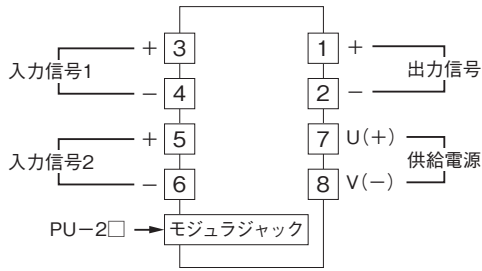 入力信号1
+ 3
− 4
入力信号2
+ 5
− 6
PU−2□ → モジュラジャック
1 +
2 −
出力信号
7 U(+)
8 V(−)
供給電源